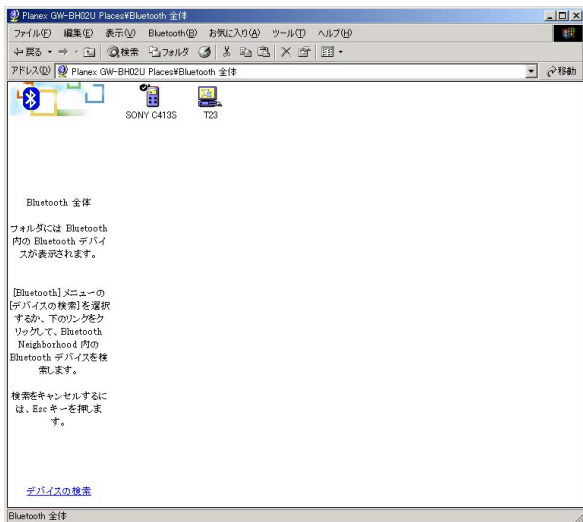 Planex GW-BH02U Places¥Bluetooth 全体
ファイル(F) 編集(E) 表示(V) Bluetooth(B) お気に入り(A) ツール(T) ヘルプ(H)
戻る 検索 フォルダ
アドレス(D) Planex GW-BH02U Places¥Bluetooth 全体 移動
SONY C413S T23
Bluetooth 全体
フォルダには Bluetooth
内の Bluetooth デバイ
スが表示されます。
[Bluetooth] メニューの
[デバイスの検索] を選択
するか、下のリンクをク
リックして、Bluetooth
Neighborhood 内の
Bluetooth デバイスを検
索します。
検索をキャンセルするに
は、Esc キーを押しま
す。
デバイスの検索
Bluetooth 全体